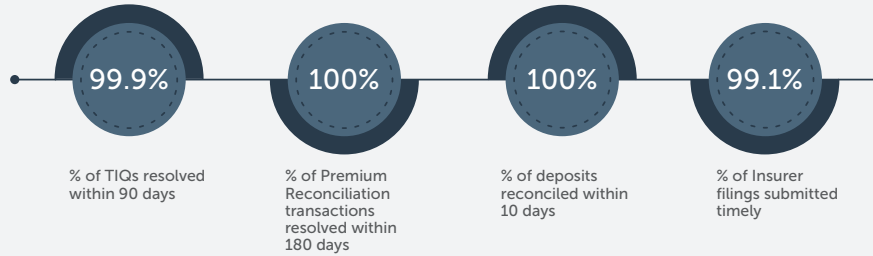 99.9%
100%
100%
99.1%
% of TIQs resolved
within 90 days
% of Premium
Reconciliation
transactions
resolved within
180 days
% of deposits
reconciled within
10 days
% of Insurer
filings submitted
timely